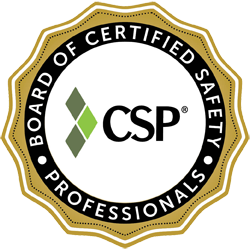 BOARD OF CERTIFIED SAFETY
• PROFESSIONALS •
CSP®